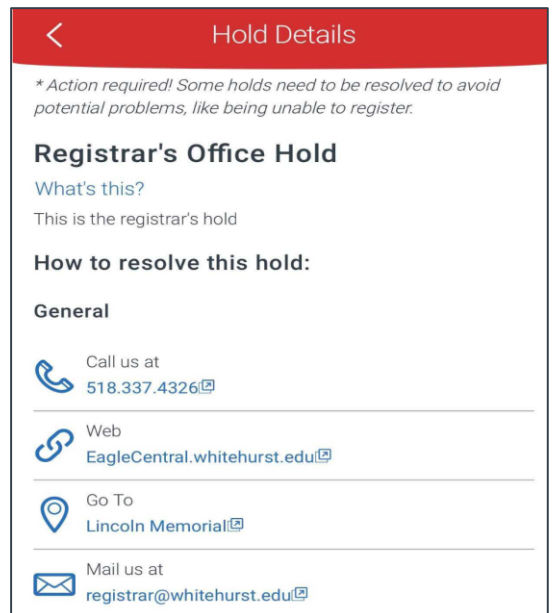 Hold Details
* Action required! Some holds need to be resolved to avoid
potential problems, like being unable to register.
Registrar's Office Hold
What's this?
This is the registrar's hold
How to resolve this hold:
General
Call us at
518.337.4326
Web
EagleCentral.whitehurst.edu
Go To
Lincoln Memorial
Mail us at
registrar@whitehurst.edu